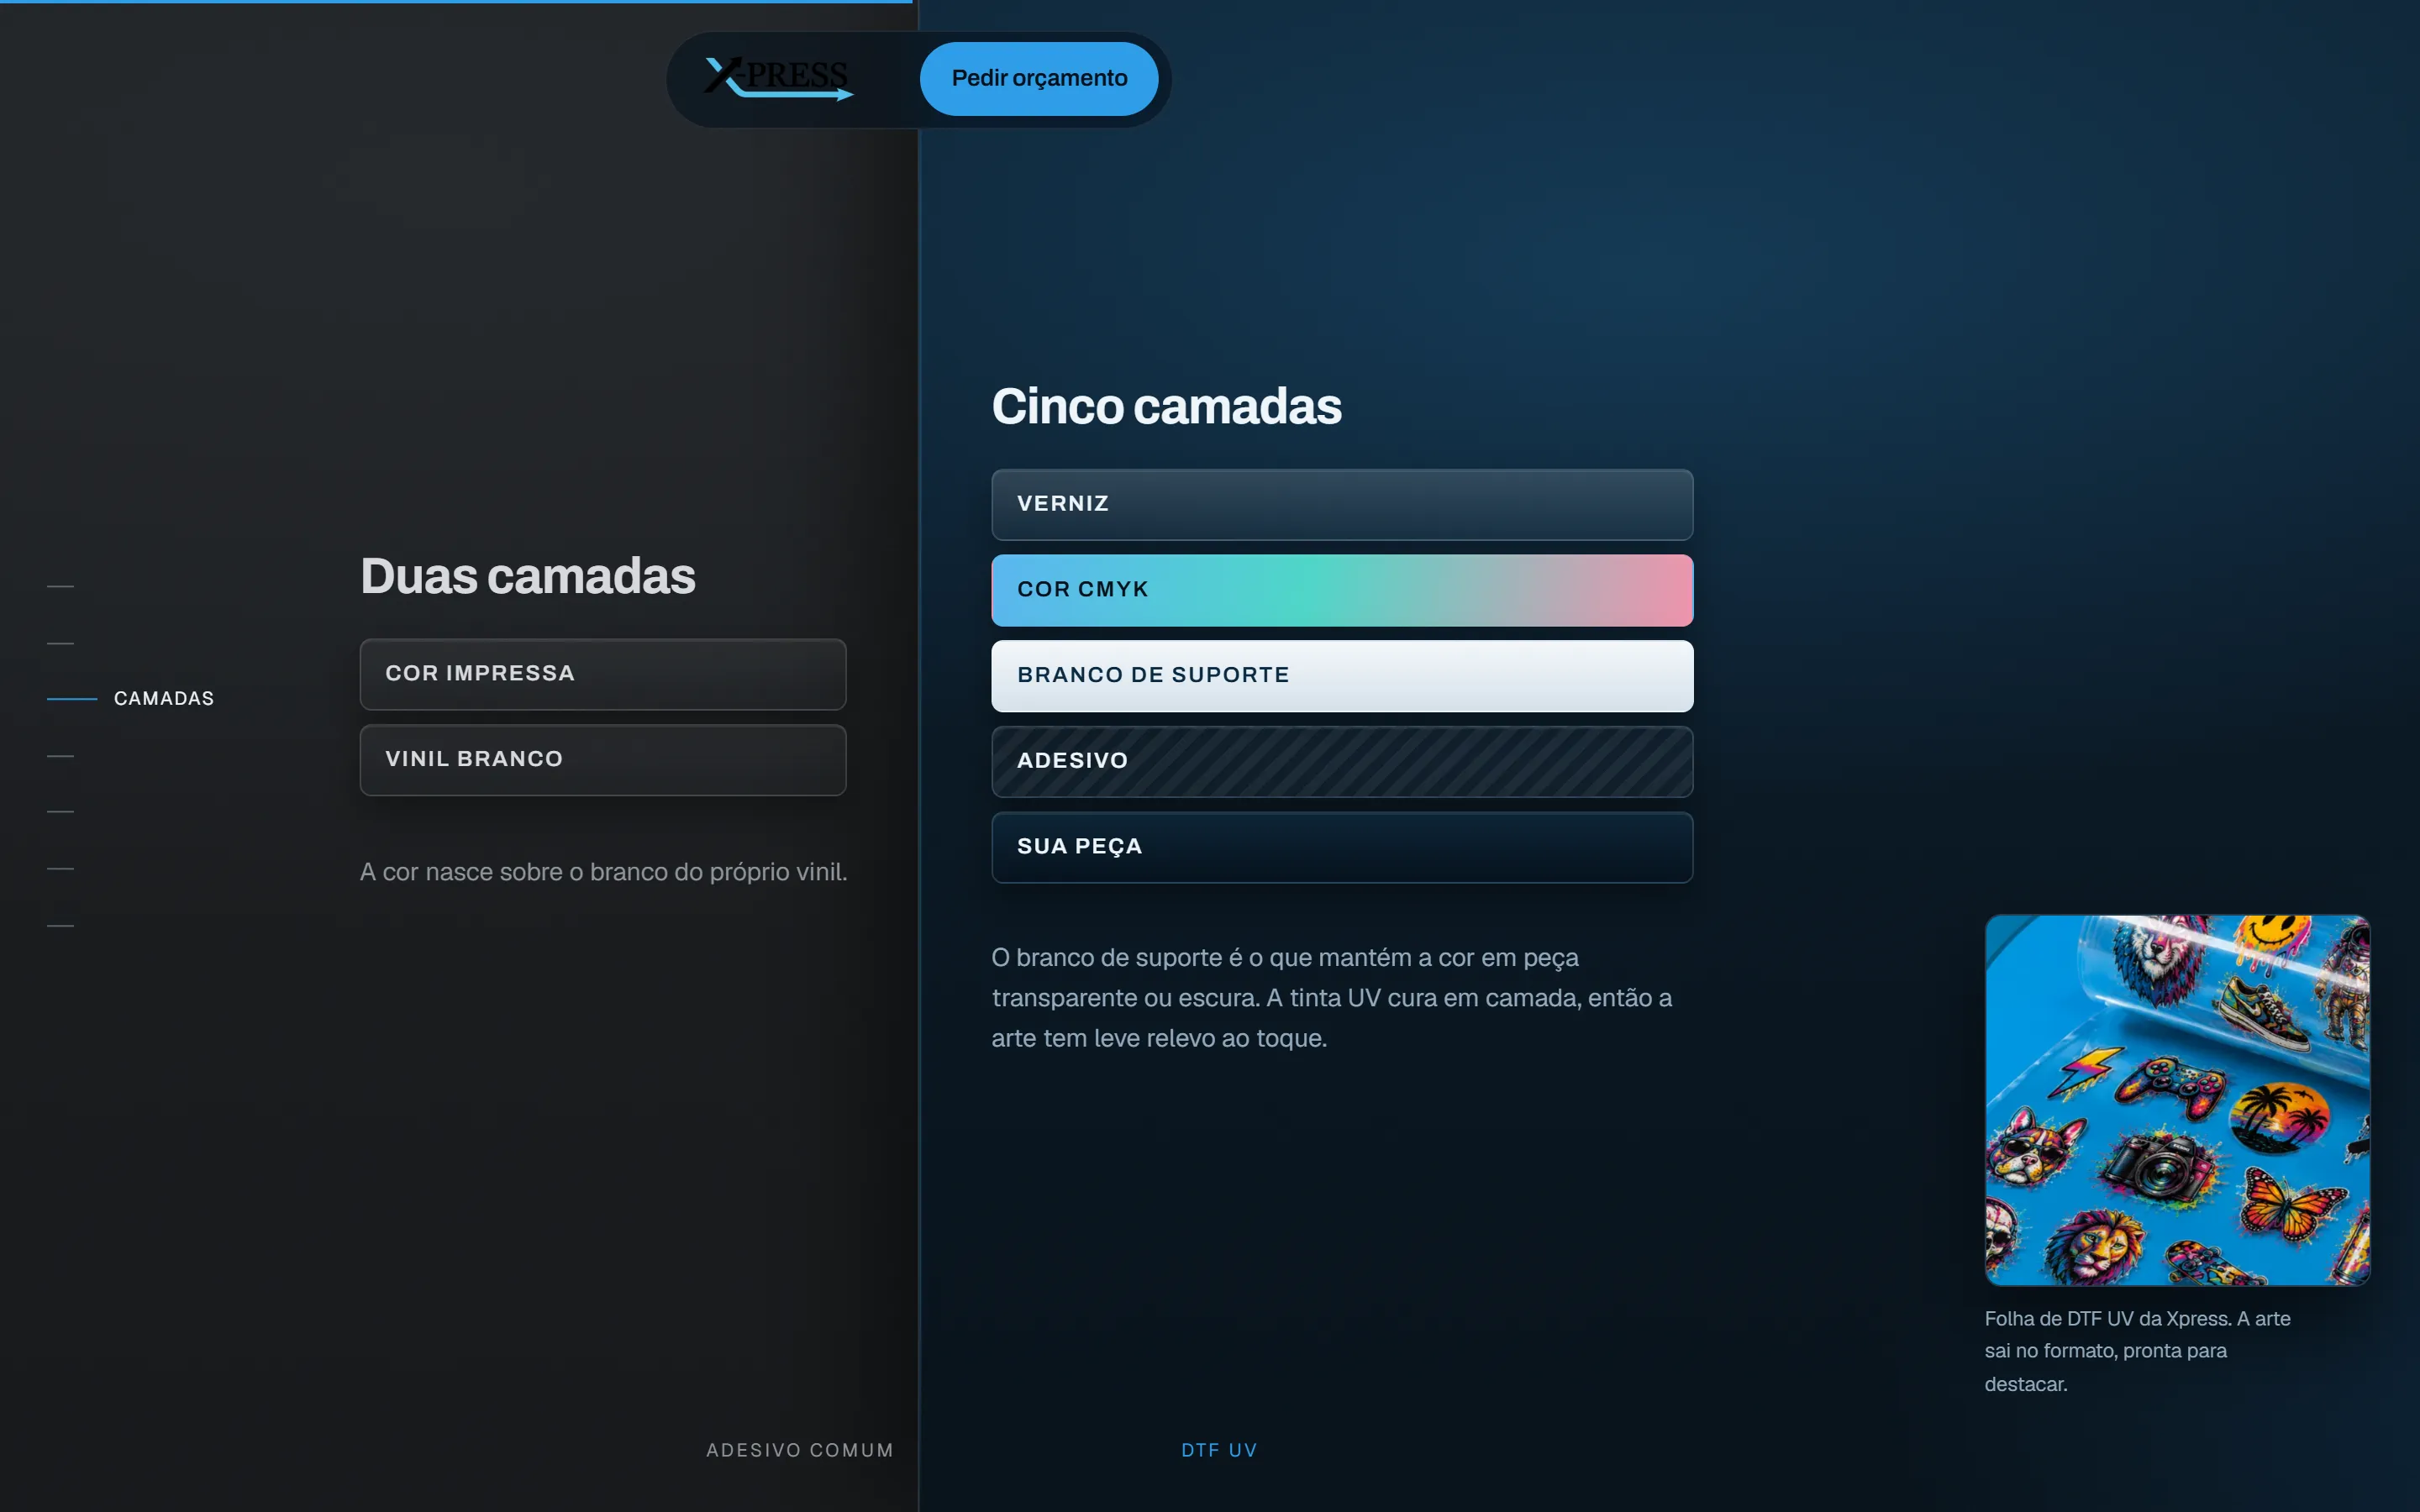 X-PRESS
Pedir orçamento
CAMADAS
Duas camadas
COR IMPRESSA
VINIL BRANCO
A cor nasce sobre o branco do próprio vinil.
Cinco camadas
VERNIZ
COR CMYK
BRANCO DE SUPORTE
ADESIVO
SUA PEÇA
O branco de suporte é o que mantém a cor em peça
transparente ou escura. A tinta UV cura em camada, então a
arte tem leve relevo ao toque.
Folha de DTF UV da Xpress. A arte
sai no formato, pronta para
destacar.
ADESIVO COMUM
DTF UV